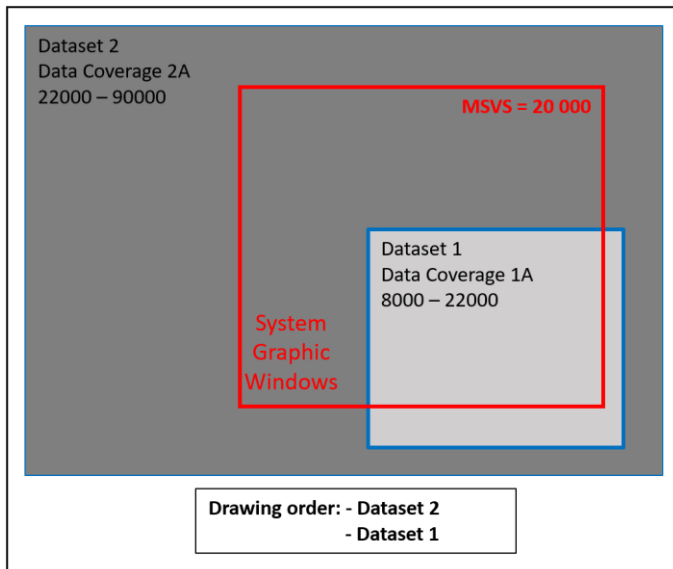 Dataset 2
Data Coverage 2A
22000 – 90000
MSVS = 20 000
Dataset 1
Data Coverage 1A
8000 – 22000
System
Graphic
Windows
Drawing order: - Dataset 2
- Dataset 1